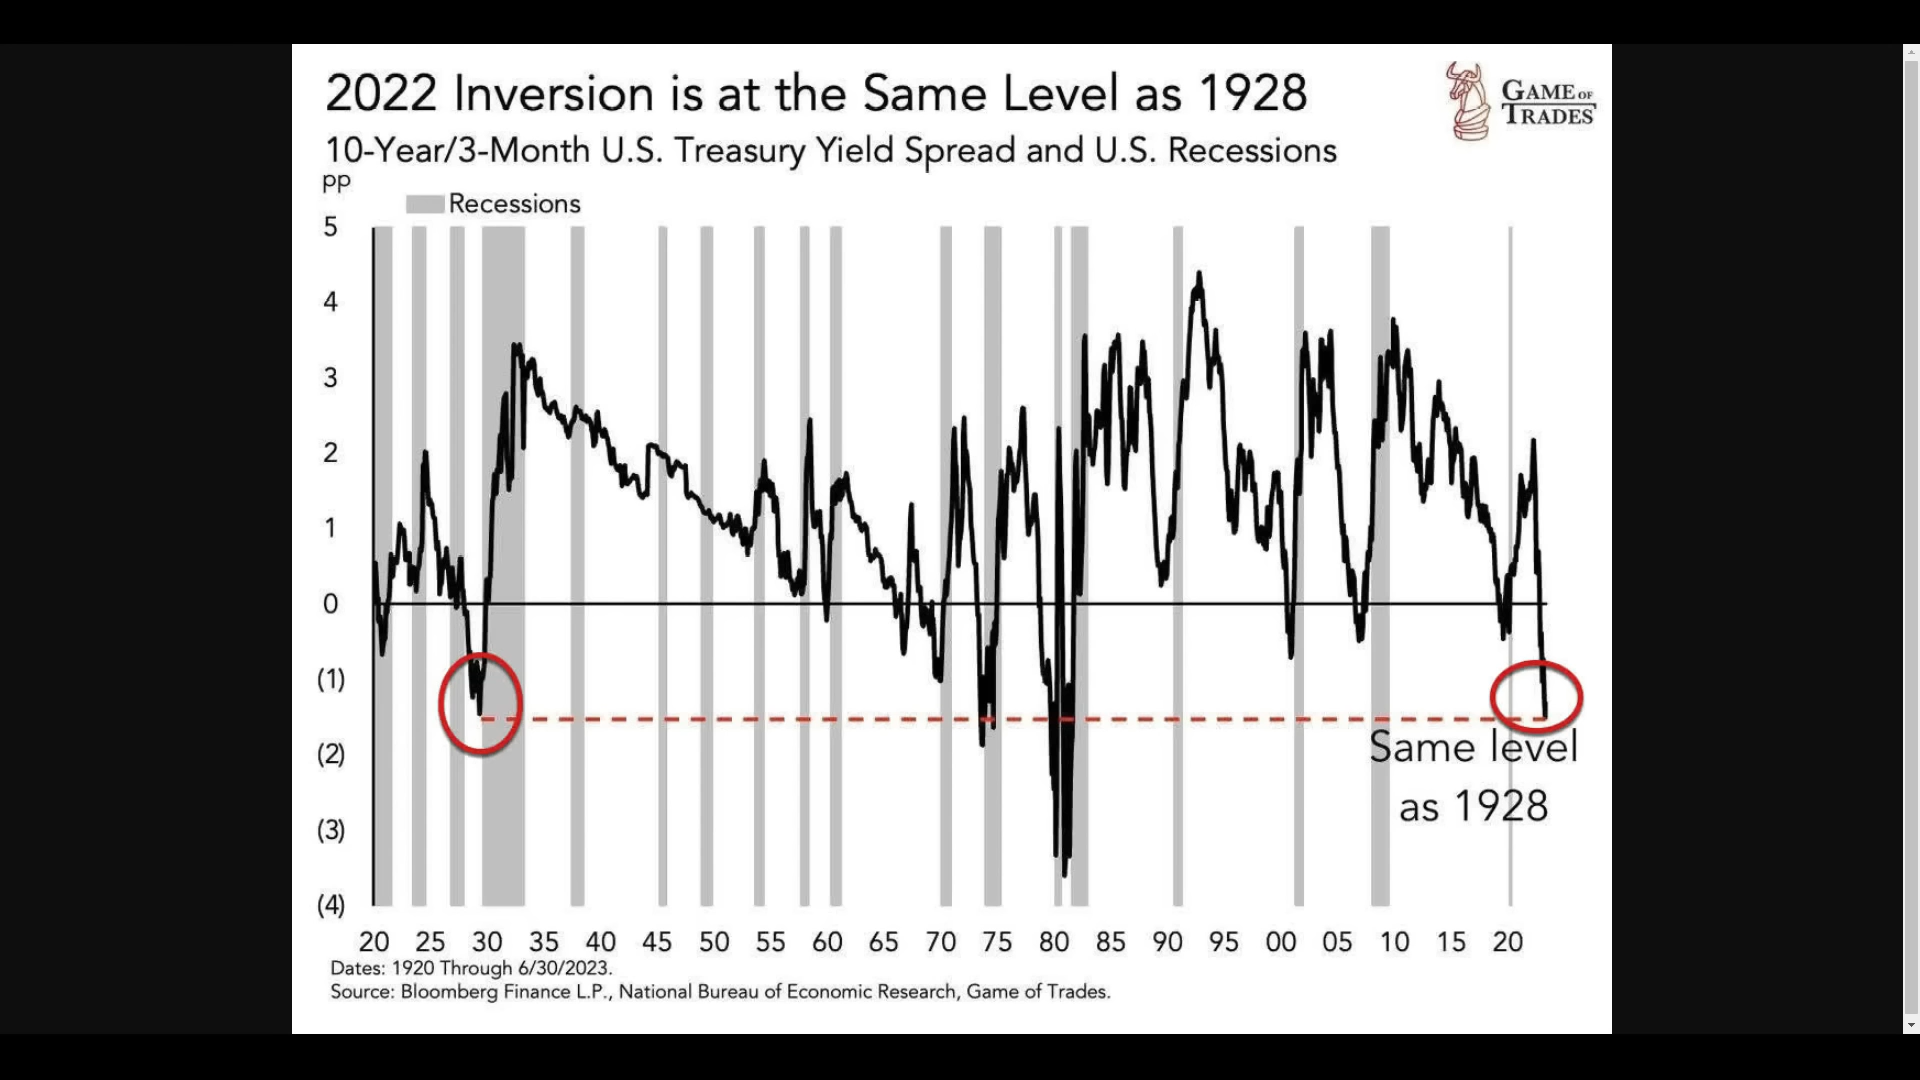 2022 Inversion is at the Same Level as 1928
GAME OF
TRADES
10-Year/3-Month U.S. Treasury Yield Spread and U.S. Recessions
pp
Recessions
5
4
3
2
1
0
(1)
(2)
(3)
(4)
Same level
as 1928
20 25 30 35 40 45 50 55 60 65 70 75 80 85 90 95 00 05 10 15 20
Dates: 1920 Through 6/30/2023.
Source: Bloomberg Finance L.P., National Bureau of Economic Research, Game of Trades.